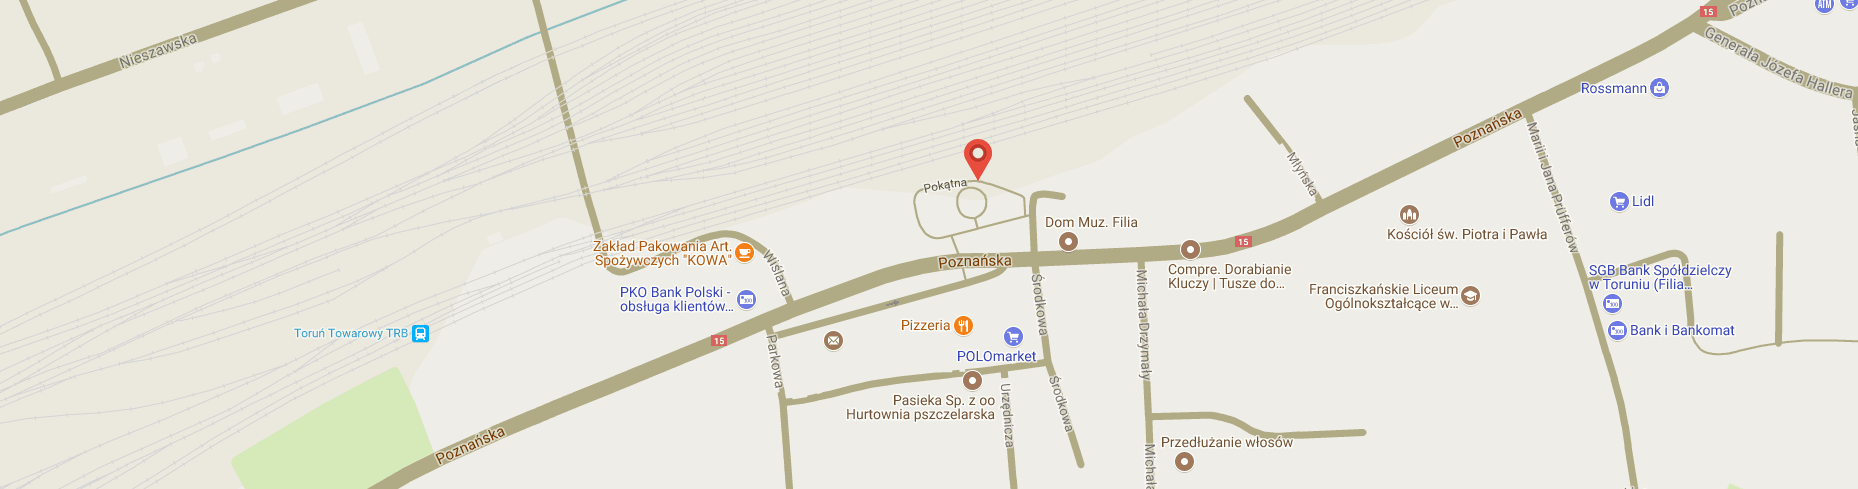 Poznańska
15
ATM
Generała Józefa Hallera
Nieszawska
Rossmann
Poznańska
Marii i Jana Prüfferów
Młyńska
Pokątna
Lidl
Dom Muz. Filia
Kościół św. Piotra i Pawła
15
Zakład Pakowania Art.
Spożywczych "KOWA"
Wiślana
Poznańska
Compre. Dorabianie
Kluczy | Tusze do...
SGB Bank Spółdzielczy
w Toruniu (Filia...
PKO Bank Polski -
obsługa klientów...
Środkowa
Michała Drzymały
Franciszkańskie Liceum
Ogólnokształcące w...
Toruń Towarowy TRB
15
Parkowa
Pizzeria
POLOmarket
Bank i Bankomat
Pasieka Sp. z oo
Hurtownia pszczelarska
Urzędnicza
Środkowa
Poznańska
Przedłużanie włosów
Michała